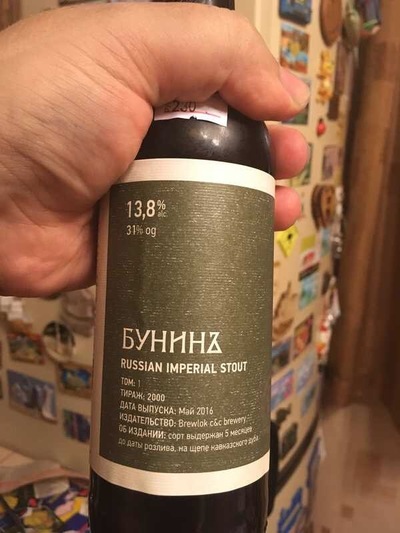 230
13,8% alc.
31% og
БУНИНЪ
RUSSIAN IMPERIAL STOUT
ТОМ: 1
ТИРАЖ: 2000
ДАТА ВЫПУСКА: Май 2016
ИЗДАТЕЛЬСТВО: Brewlok c&c brewery
ОБ ИЗДАНИИ: сорт выдержан 5 месяцев
до даты розлива, на щепе кавказского дуба.